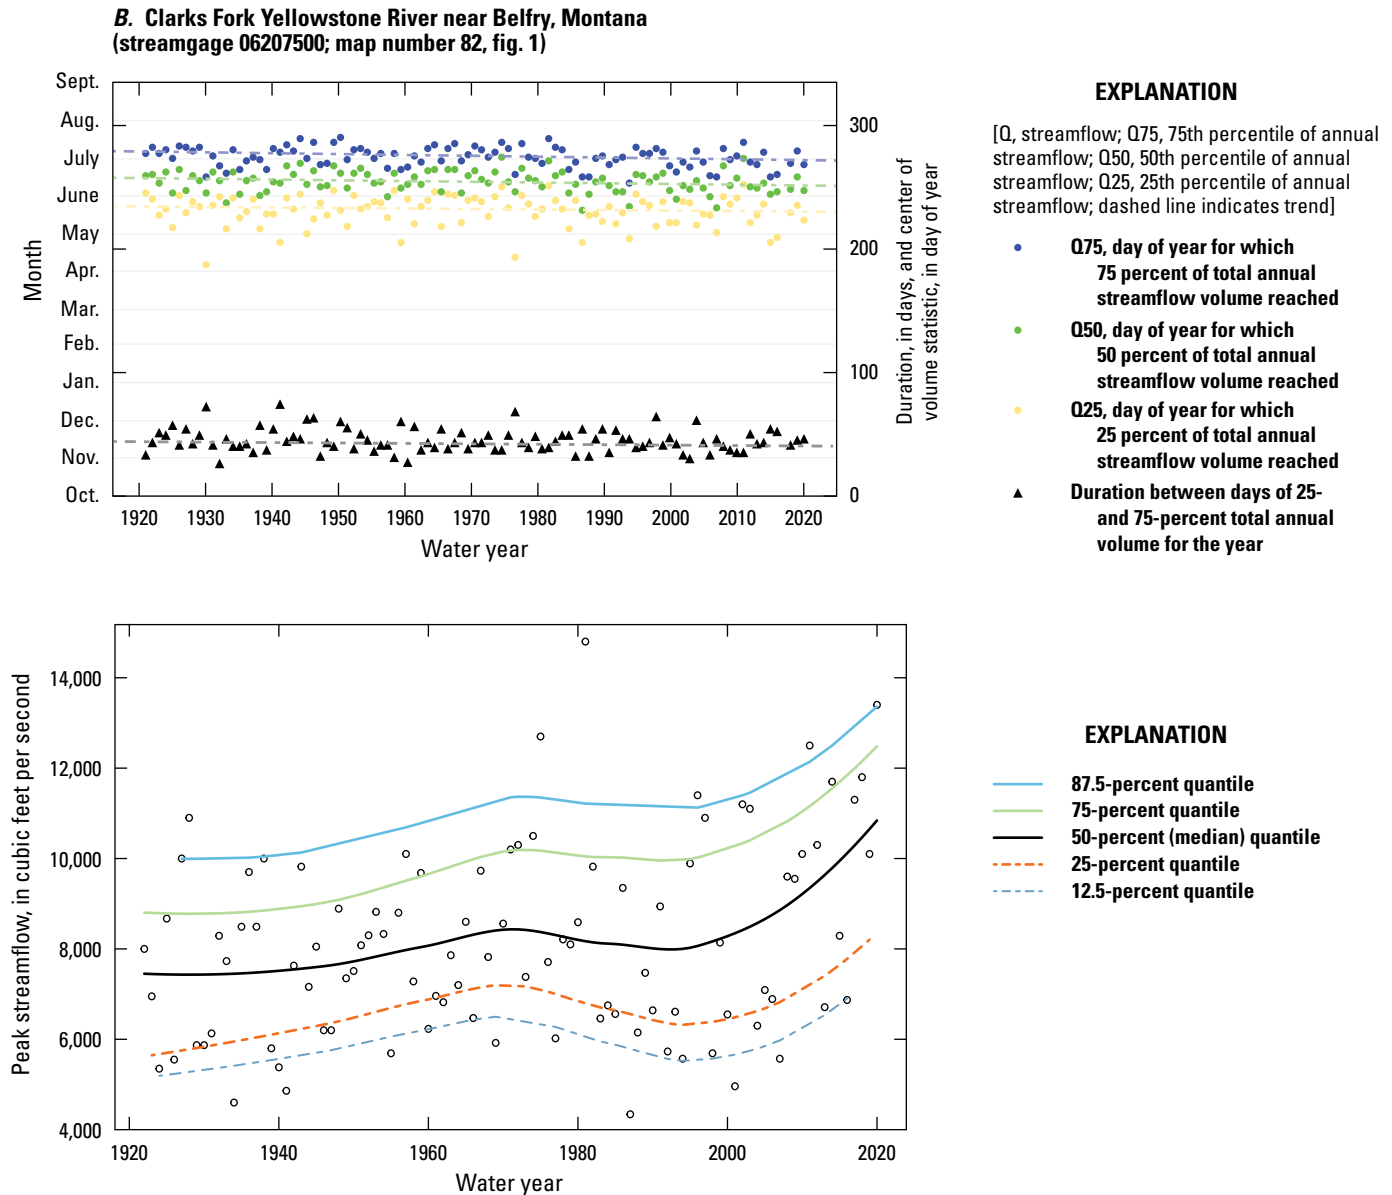 B. Clarks Fork Yellowstone River near Belfry, Montana
(streamgage 06207500; map number 82, fig. 1)
Month
Sept.
Aug.
July
June
May
Apr.
Mar.
Feb.
Jan.
Dec.
Nov.
Oct.
300
200
100
0
Duration, in days, and center of
volume statistic, in day of year
1920 1930 1940 1950 1960 1970 1980 1990 2000 2010 2020
Water year
EXPLANATION
[Q, streamflow; Q75, 75th percentile of annual
streamflow; Q50, 50th percentile of annual
streamflow; Q25, 25th percentile of annual
streamflow; dashed line indicates trend]
Q75, day of year for which
75 percent of total annual
streamflow volume reached
Q50, day of year for which
50 percent of total annual
streamflow volume reached
Q25, day of year for which
25 percent of total annual
streamflow volume reached
Duration between days of 25-
and 75-percent total annual
volume for the year
Peak streamflow, in cubic feet per second
14,000
12,000
10,000
8,000
6,000
4,000
1920 1940 1960 1980 2000 2020
Water year
EXPLANATION
87.5-percent quantile
75-percent quantile
50-percent (median) quantile
25-percent quantile
12.5-percent quantile